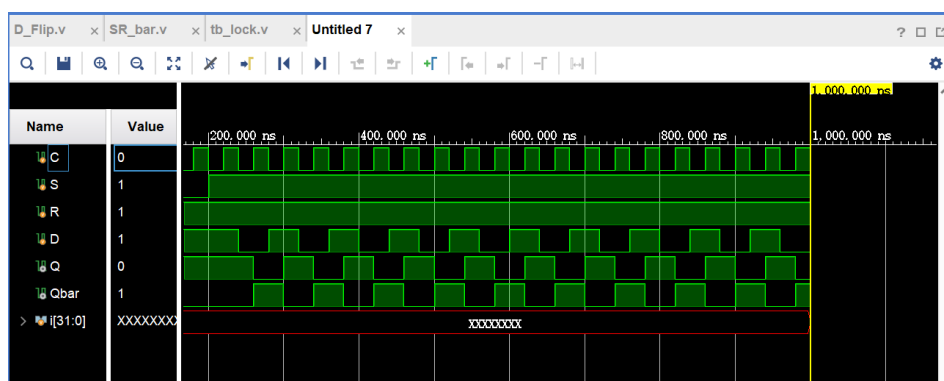 D_Flip.v × SR_bar.v × tb_lock.v × Untitled 7 × ?
1,000.000 ns
Name Value
200.000 ns 400.000 ns 600.000 ns 800.000 ns 1,000.000 ns
C 0
S 1
R 1
D 1
Q 0
Qbar 1
> i[31:0] XXXXXXXX XXXXXXXX